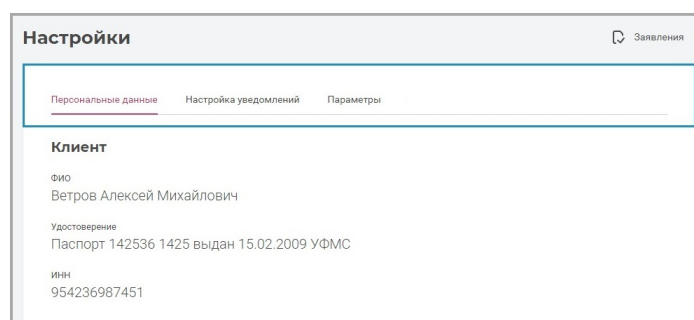 Настройки
Заявления
Персональные данные Настройка уведомлений Параметры
Клиент
ФИО
Ветров Алексей Михайлович
Удостоверение
Паспорт 142536 1425 выдан 15.02.2009 УФМС
ИНН
954236987451